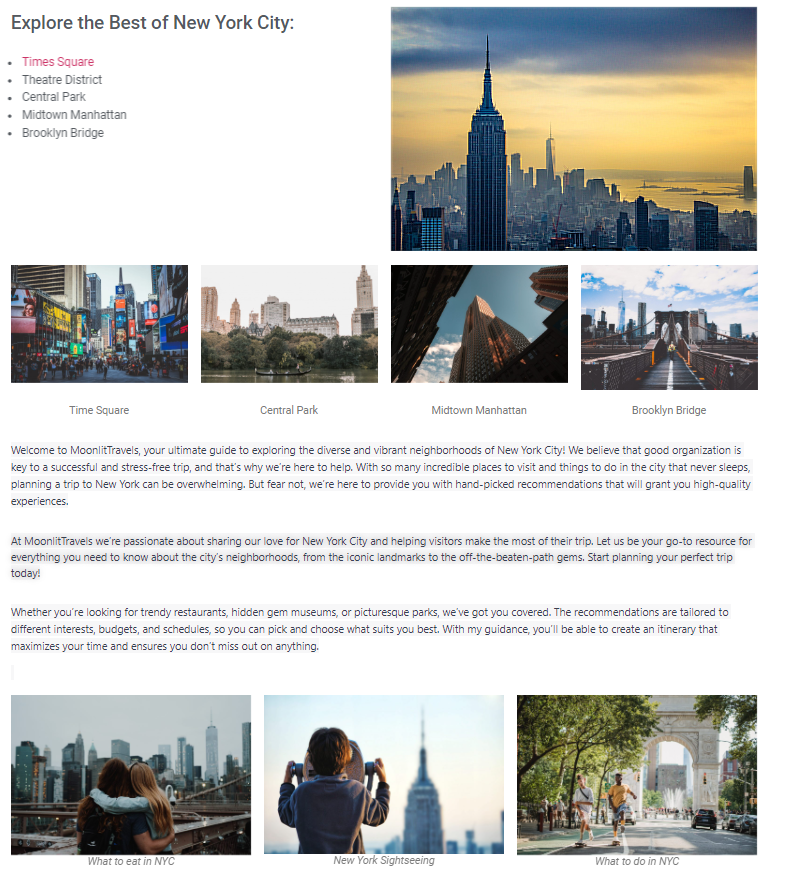 Explore the Best of New York City:
Times Square
Theatre District
Central Park
Midtown Manhattan
Brooklyn Bridge
Time Square
Central Park
Midtown Manhattan
Brooklyn Bridge
Welcome to MoonlitTravels, your ultimate guide to exploring the diverse and vibrant neighborhoods of New York City! We believe that good organization is
key to a successful and stress-free trip, and that's why we're here to help. With so many incredible places to visit and things to do in the city that never sleeps,
planning a trip to New York can be overwhelming. But fear not, we're here to provide you with hand-picked recommendations that will grant you high-quality
experiences.
At MoonlitTravels we're passionate about sharing our love for New York City and helping visitors make the most of their trip. Let us be your go-to resource for
everything you need to know about the city's neighborhoods, from the iconic landmarks to the off-the-beaten-path gems. Start planning your perfect trip
today!
Whether you're looking for trendy restaurants, hidden gem museums, or picturesque parks, we've got you covered. The recommendations are tailored to
different interests, budgets, and schedules, so you can pick and choose what suits you best. With my guidance, you'll be able to create an itinerary that
maximizes your time and ensures you don't miss out on anything.
What to eat in NYC
New York Sightseeing
What to do in NYC